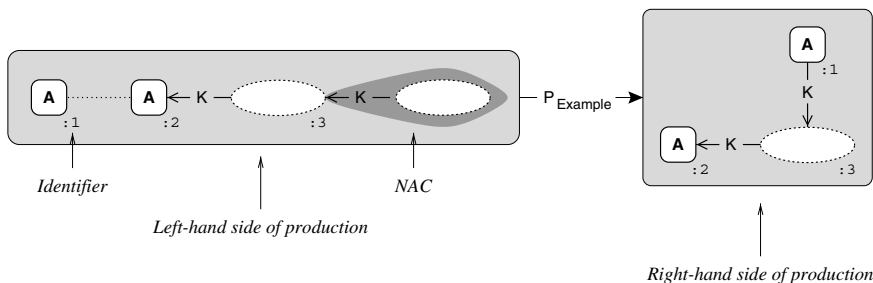 A
:1
A
:2
K
:3
K
P Example
A
:1
K
A
:2
K
:3
Identifier
NAC
Left-hand side of production
Right-hand side of production